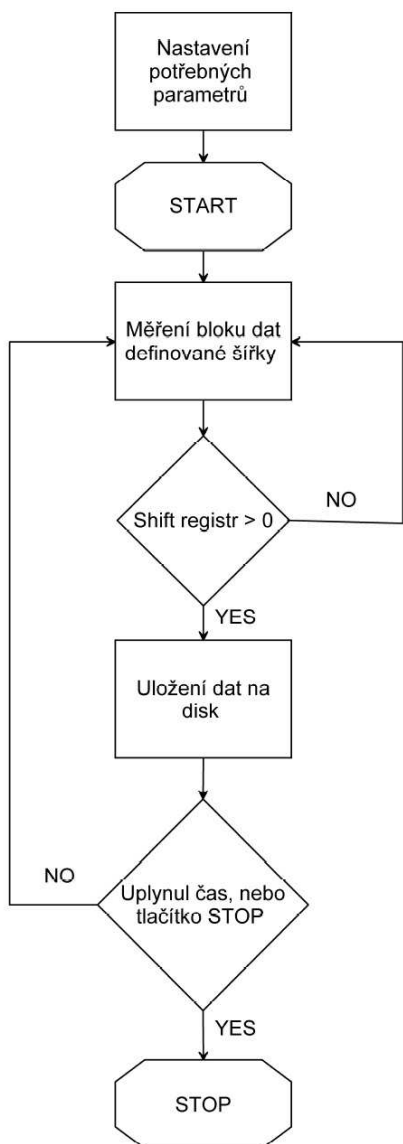 Nastavení
potřebných
parametrů
START
Měření bloku dat
definované šířky
Shift registr > 0
NO
YES
Uložení dat na
disk
NO
Uplynul čas, nebo
tlačítko STOP
YES
STOP